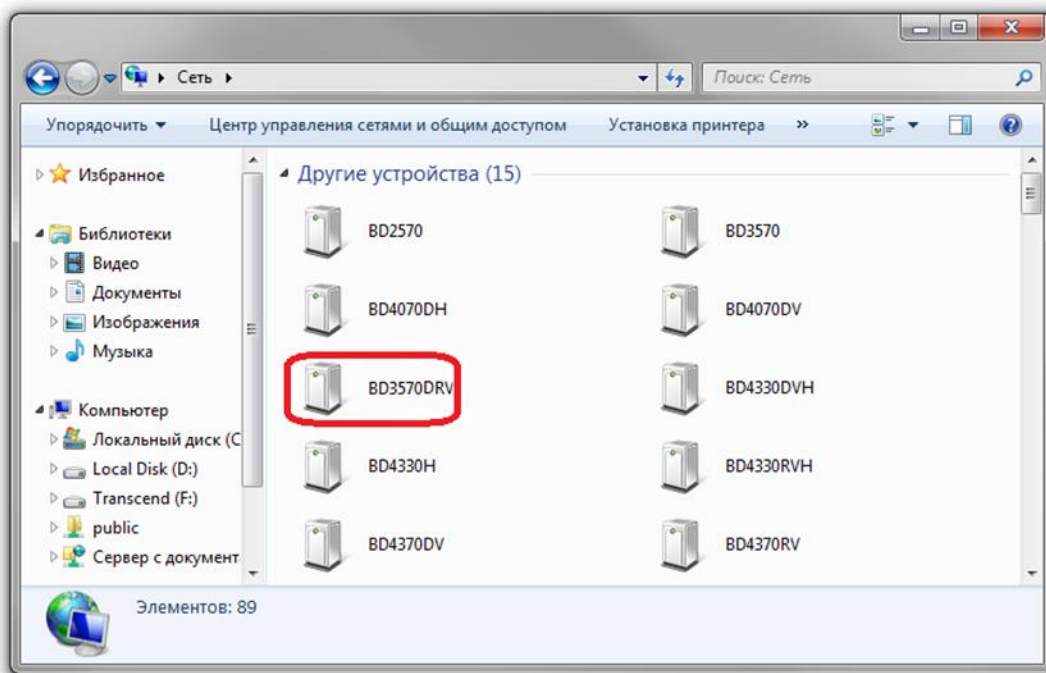 Сеть
Поиск: Сеть
Упорядочить
Центр управления сетями и общим доступом
Установка принтера
»
Избранное
Библиотеки
Видео
Документы
Изображения
Музыка
Компьютер
Локальный диск (C
Local Disk (D:)
Transcend (F:)
public
Сервер с документ
Другие устройства (15)
BD2570
BD3570
BD4070DH
BD4070DV
BD3570DRV
BD4330DVH
BD4330H
BD4330RVH
BD4370DV
BD4370RV
Элементов: 89